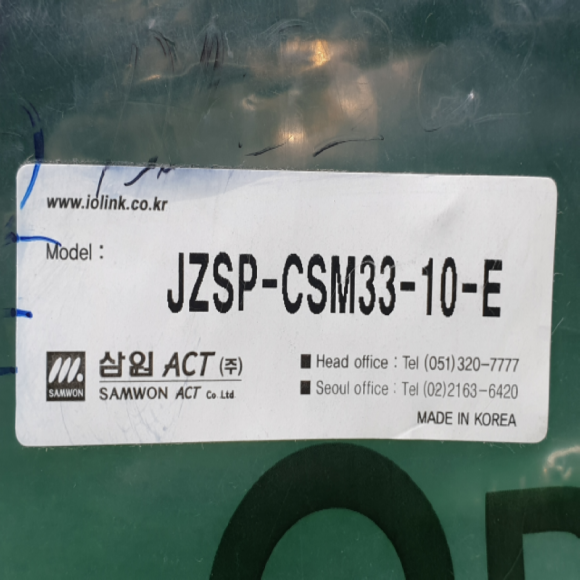 www.iolink.co.kr
Model :
JZSP-CSM33-10-E
SAMWON
삼원 ACT (주)
SAMWON ACT Co Ltd
■ Head office : Tel (051)320-7777
■ Seoul office : Tel (02)2163-6420
MADE IN KOREA